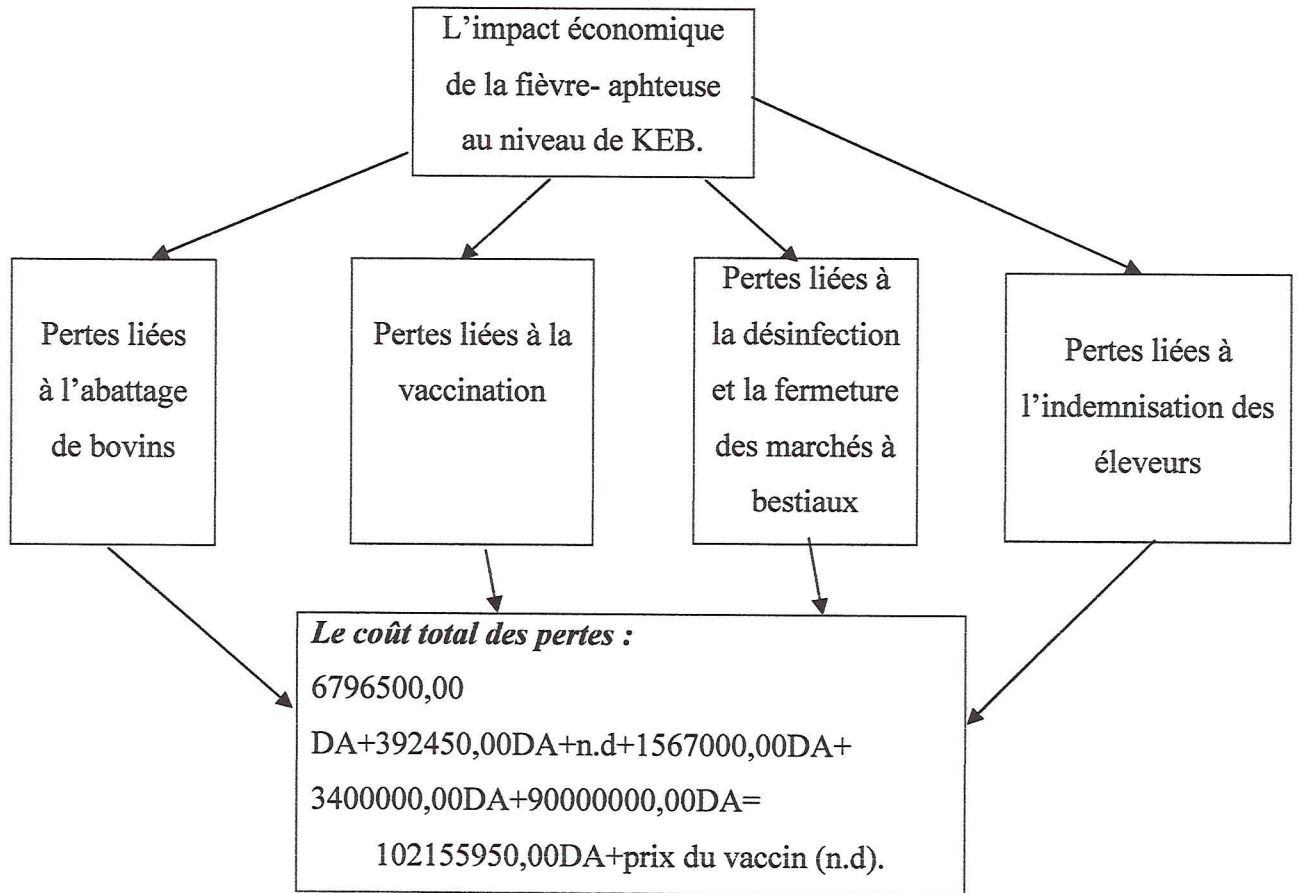 L’impact économique
de la fièvre- aphteuse
au niveau de KEB.
Pertes liées
à l’abattage
de bovins
Pertes liées à la
vaccination
Pertes liées à
la désinfection
et la fermeture
des marchés à
bestiaux
Pertes liées à
l’indemnisation des
éleveurs
Le coût total des pertes :
6796500,00
DA+392450,00DA+n.d+1567000,00DA+
3400000,00DA+90000000,00DA=
102155950,00DA+prix du vaccin (n.d).